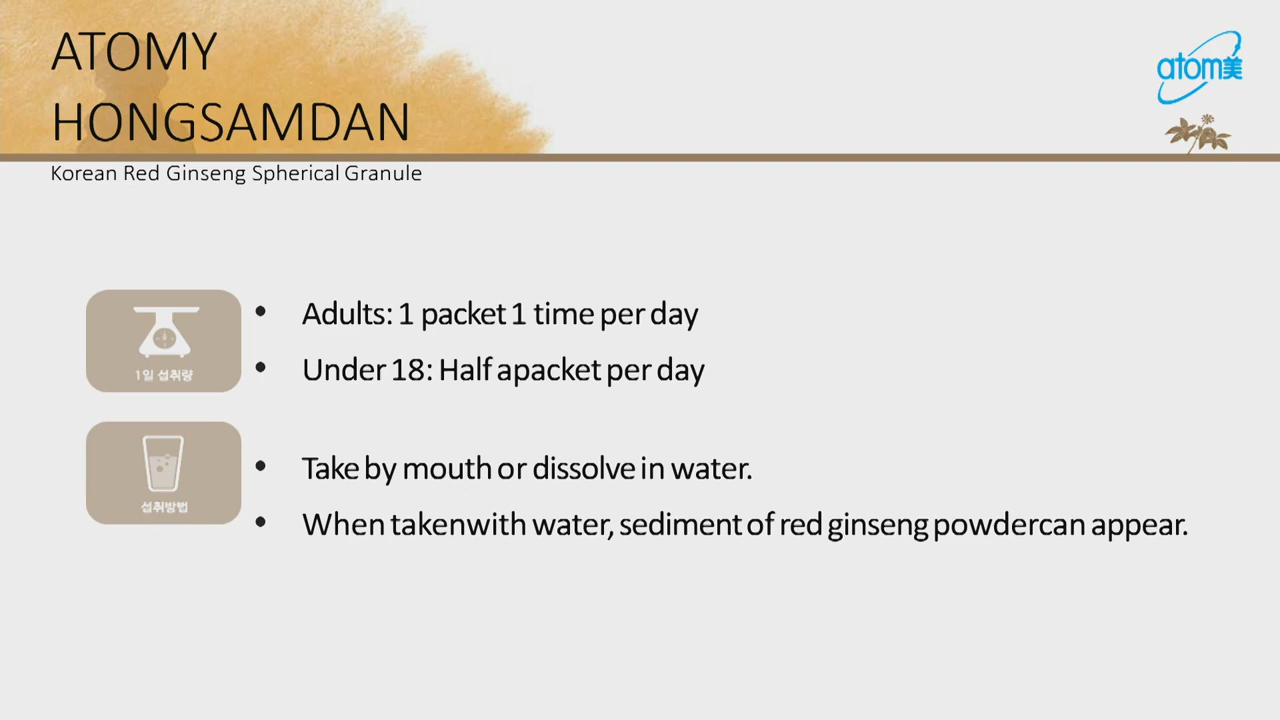 ATOMY
HONGSAMDAN
atom美
Korean Red Ginseng Spherical Granule
1일 섭취량
• Adults: 1 packet 1 time per day
• Under 18: Half apacket per day
섭취방법
• Take by mouth or dissolve in water.
• When takenwith water, sediment of red ginseng powdercan appear.